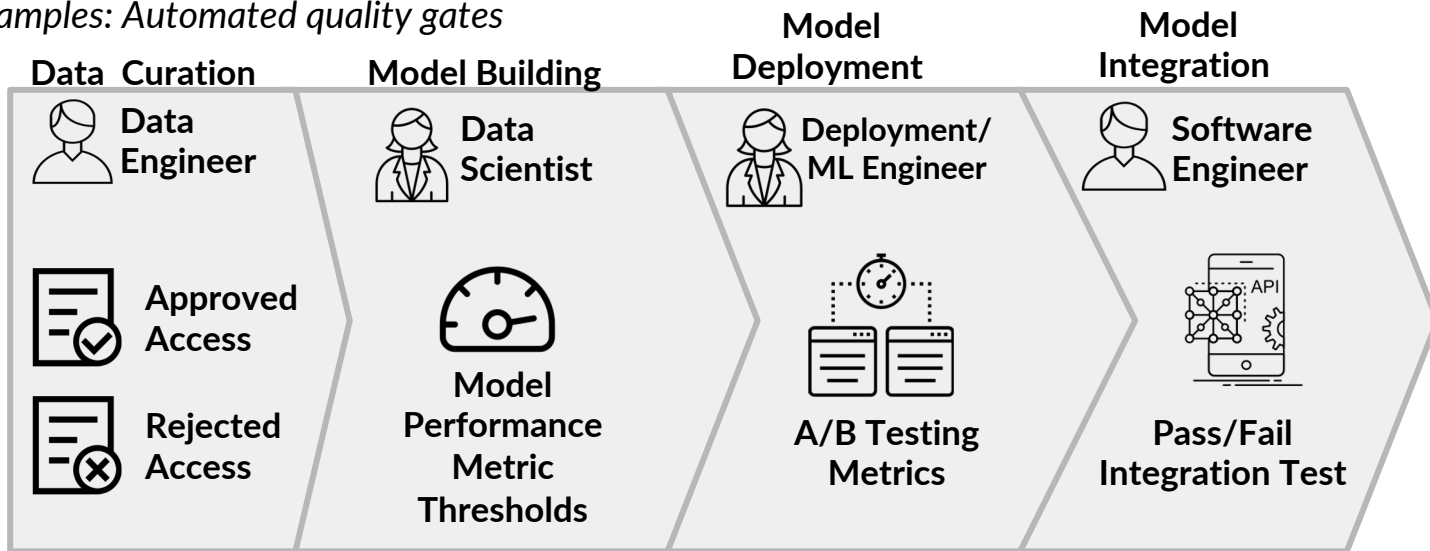 amples: Automated quality gates
Data Curation
Model Building
Model
Deployment
Model
Integration
Data
Engineer
Data
Scientist
Deployment/
ML Engineer
Software
Engineer
Approved
Access
Rejected
Access
Model
Performance
Metric
Thresholds
A/B Testing
Metrics
API
Pass/Fail
Integration Test